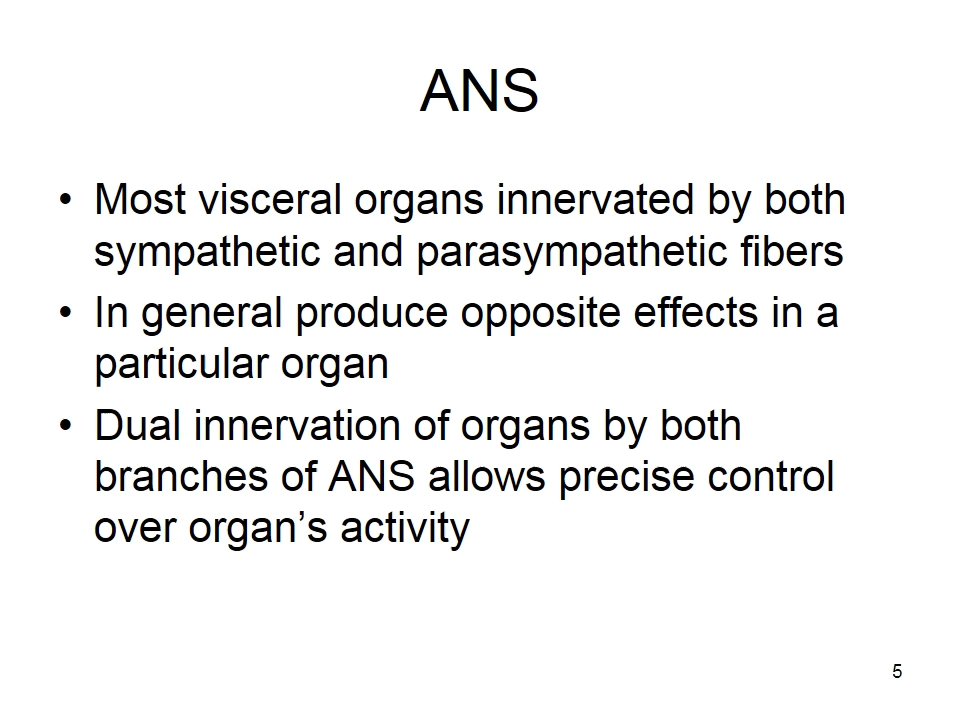 ANS
• Most visceral organs innervated by both
sympathetic and parasympathetic fibers
• In general produce opposite effects in a
particular organ
• Dual innervation of organs by both
branches of ANS allows precise control
over organ’s activity
5